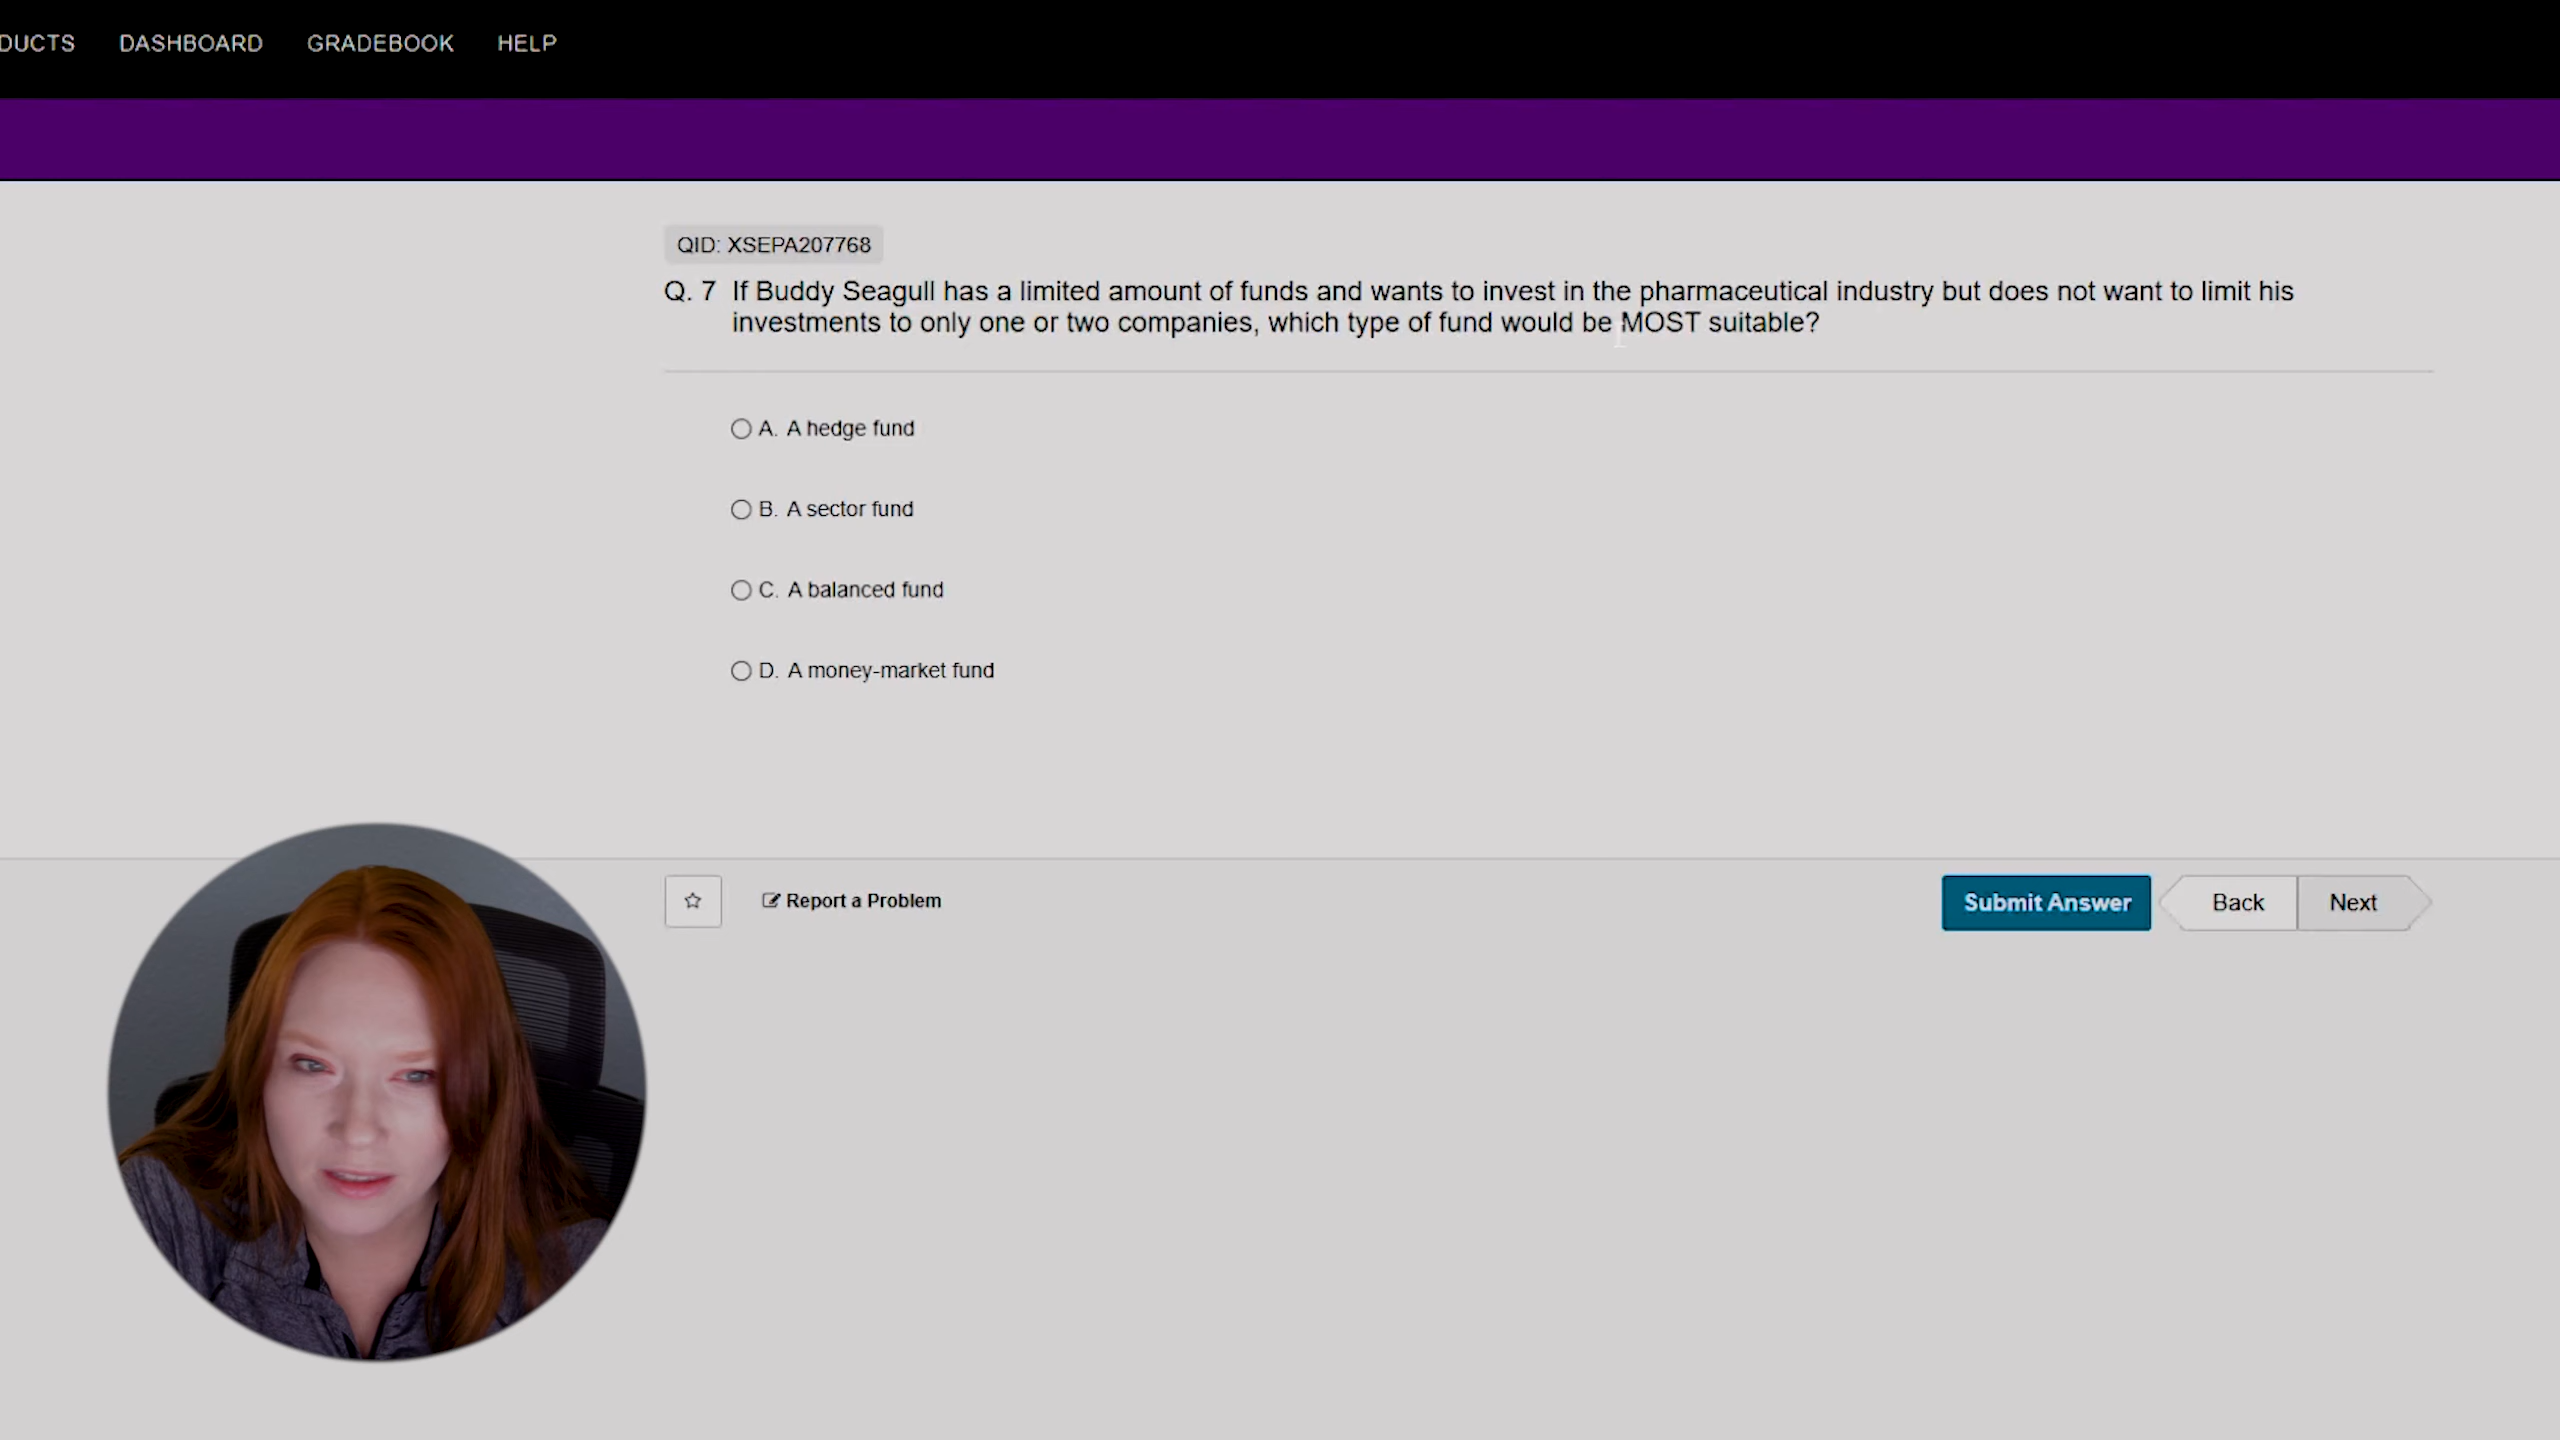 DUCTS DASHBOARD GRADEBOOK HELP
QID: XSEPA207768
Q. 7 If Buddy Seagull has a limited amount of funds and wants to invest in the pharmaceutical industry but does not want to limit his
investments to only one or two companies, which type of fund would be MOST suitable?
A. A hedge fund
B. A sector fund
C. A balanced fund
D. A money-market fund
Report a Problem
Submit Answer Back Next